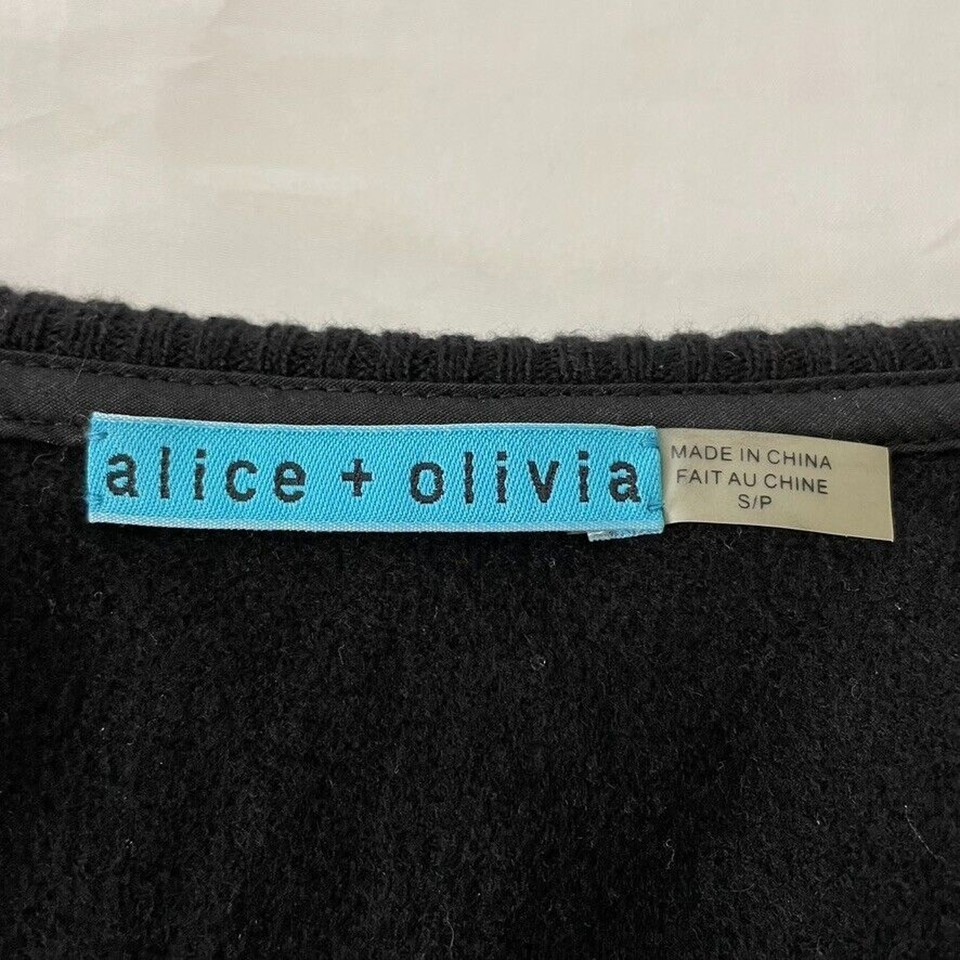 alice + olivia
MADE IN CHINA
FAIT AU CHINE
S/P